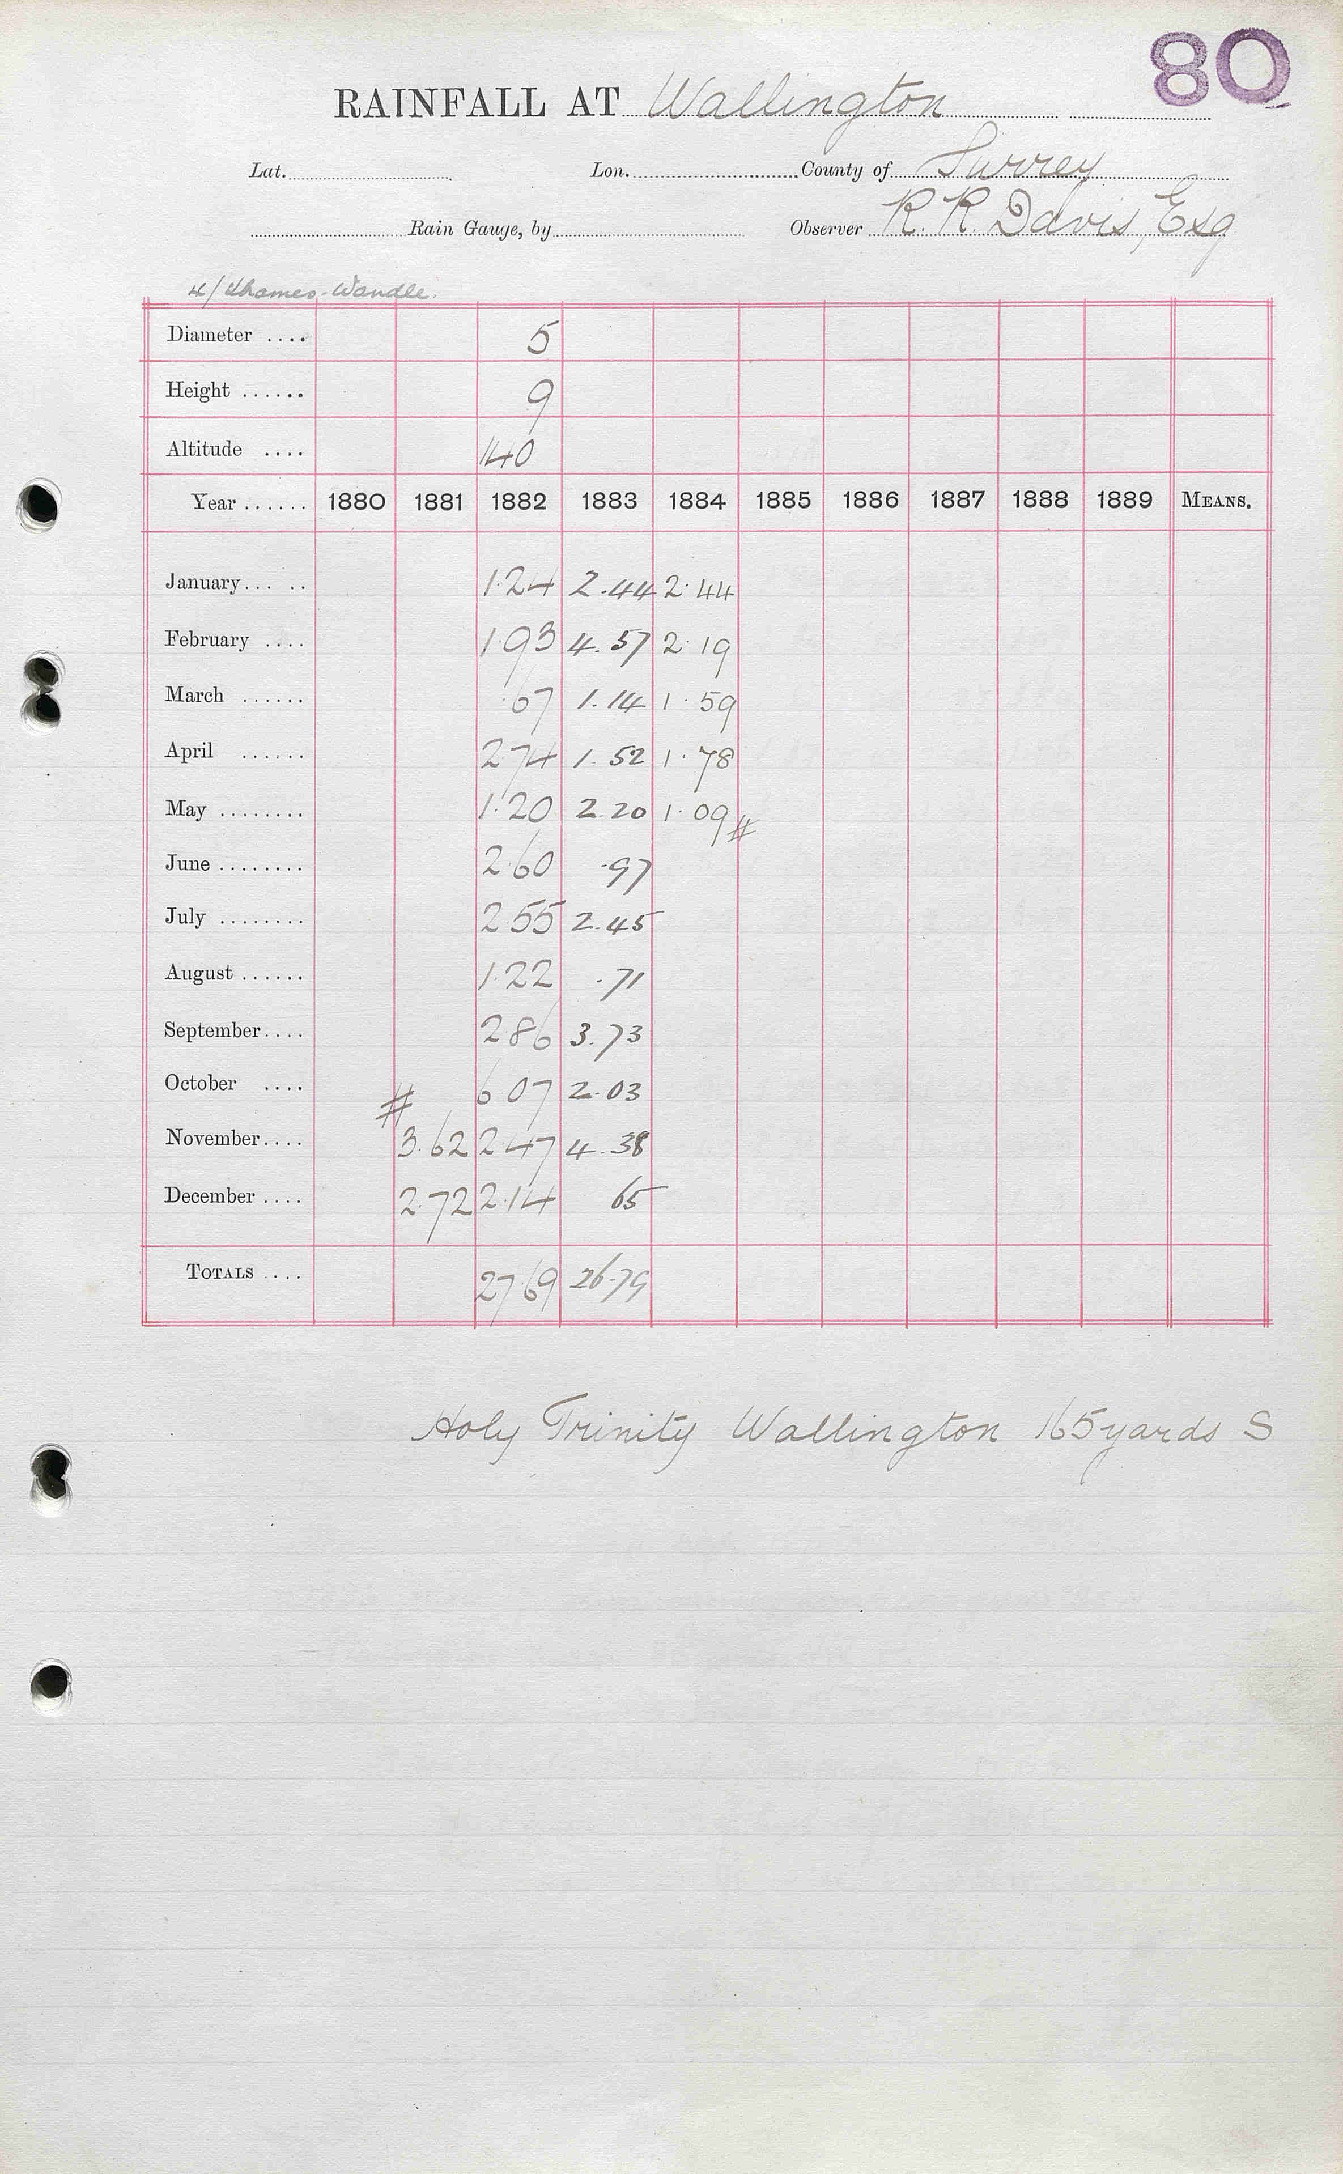 80
RAINFALL AT Wallington
Lat. Lon. County of Surrey
Rain Gauge, by Observer R. R. Davis, Esq
4/ Thames-Wandle.
Diameter .... 5
Height ...... 9
Altitude .... 140
Year ...... 1880 1881 1882 1883 1884 1885 1886 1887 1888 1889 MEANS.
January... .. 1.24 2.44 2.44
February .... 1.93 4.57 2.19
March ...... .67 1.14 1.59
April ...... 2 74 1.52 1.78
May ........ 1.20 2.20 1.09 #
June ........ 2.60 .97
July ........ 2 55 2.45
August ...... 1.22 .71
September.... 2 86 3.73
October .... # 6 07 2.03
November.... 3.62 2.47 4.38
December .... 2.72 2.14 65
TOTALS .... 27.69 26.79
Holy Trinity Wallington 165 yards S